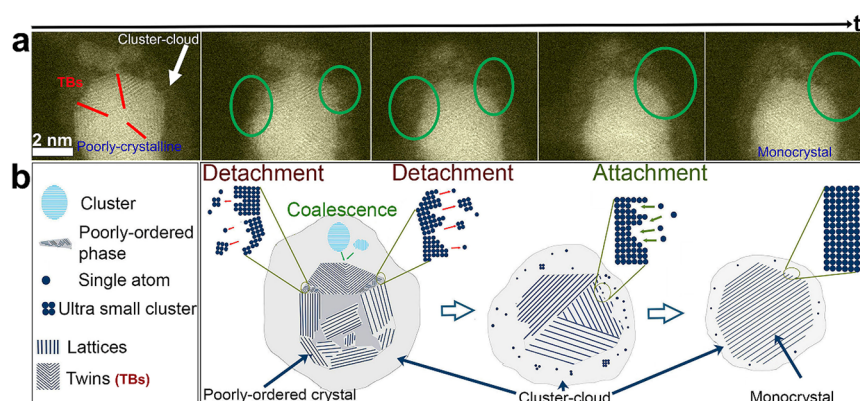 t
a
Cluster-cloud
TBs
2 nm
Poorly-crystalline
Monocrystal
b
Detachment
Detachment
Attachment
Cluster
Poorly-ordered
phase
Single atom
Ultra small cluster
Lattices
Twins (TBs)
Coalescence
Poorly-ordered crystal
Cluster-cloud
Monocrystal